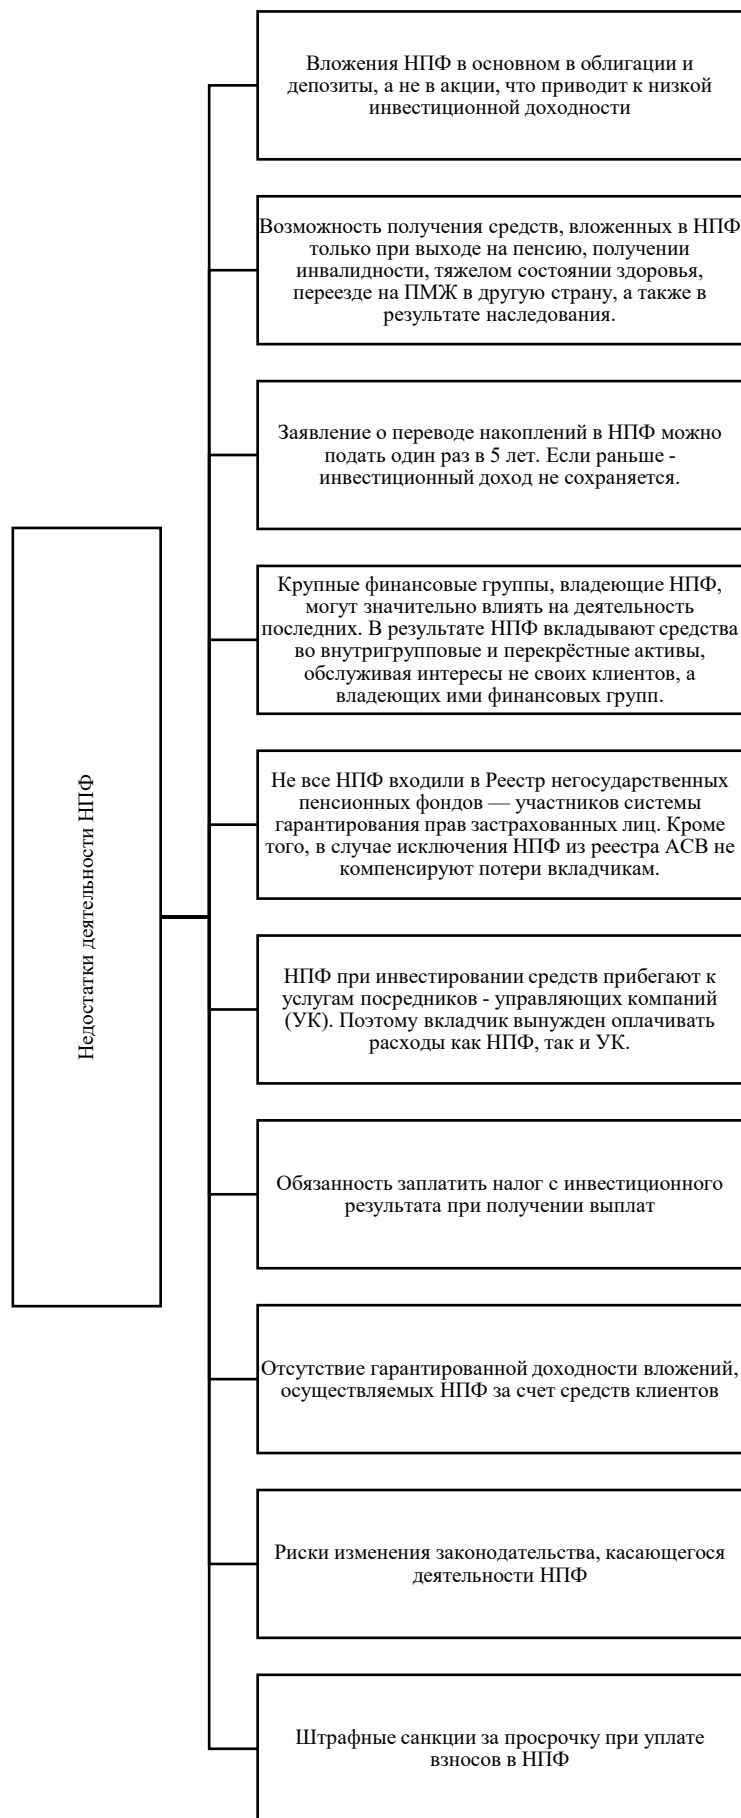 Вложения НПФ в основном в облигации и
депозиты, а не в акции, что приводит к низкой
инвестиционной доходности
Возможность получения средств, вложенных в НПФ
только при выходе на пенсию, получении
инвалидности, тяжелом состоянии здоровья,
переезде на ПМЖ в другую страну, а также в
результате наследования.
Заявление о переводе накоплений в НПФ можно
подать один раз в 5 лет. Если раньше -
инвестиционный доход не сохраняется.
Крупные финансовые группы, владеющие НПФ,
могут значительно влиять на деятельность
последних. В результате НПФ вкладывают средства
во внутригрупповые и перекрёстные активы,
обслуживая интересы не своих клиентов, а
владеющих ими финансовых групп.
Недостатки деятельности НПФ
Не все НПФ входили в Реестр негосударственных
пенсионных фондов — участников системы
гарантирования прав застрахованных лиц. Кроме
того, в случае исключения НПФ из реестра АСВ не
компенсируют потери вкладчикам.
НПФ при инвестировании средств прибегают к
услугам посредников - управляющих компаний
(УК). Поэтому вкладчик вынужден оплачивать
расходы как НПФ, так и УК.
Обязанность заплатить налог с инвестиционного
результата при получении выплат
Отсутствие гарантированной доходности вложений,
осуществляемых НПФ за счет средств клиентов
Риски изменения законодательства, касающегося
деятельности НПФ
Штрафные санкции за просрочку при уплате
взносов в НПФ